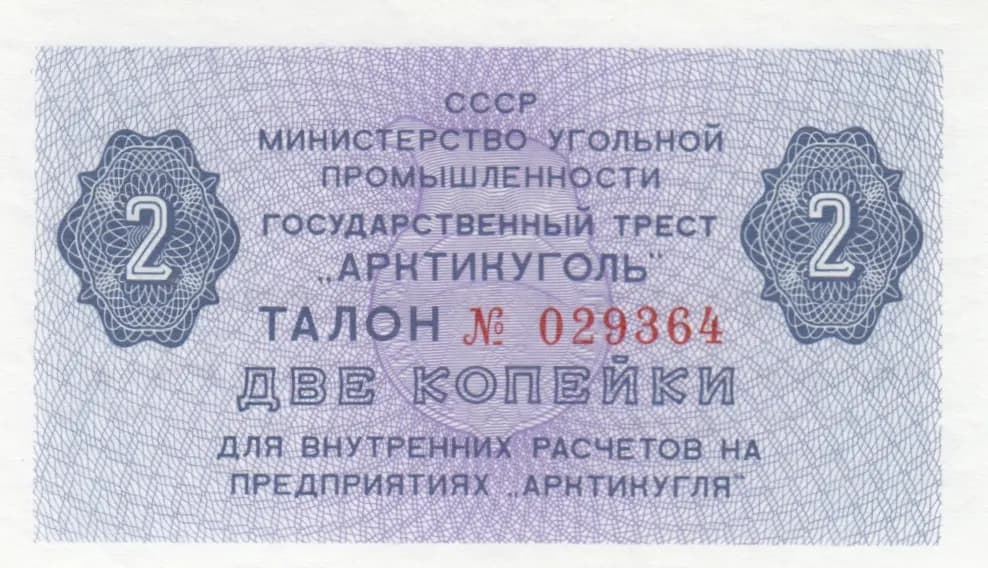 СССР
МИНИСТЕРСТВО УГОЛЬНОЙ
ПРОМЫШЛЕННОСТИ
ГОСУДАРСТВЕННЫЙ ТРЕСТ
„АРКТИКУГОЛЬ"
2 2
ТАЛОН № 029364
ДВЕ КОПЕЙКИ
ДЛЯ ВНУТРЕННИХ РАСЧЕТОВ НА
ПРЕДПРИЯТИЯХ „АРКТИКУГЛЯ"